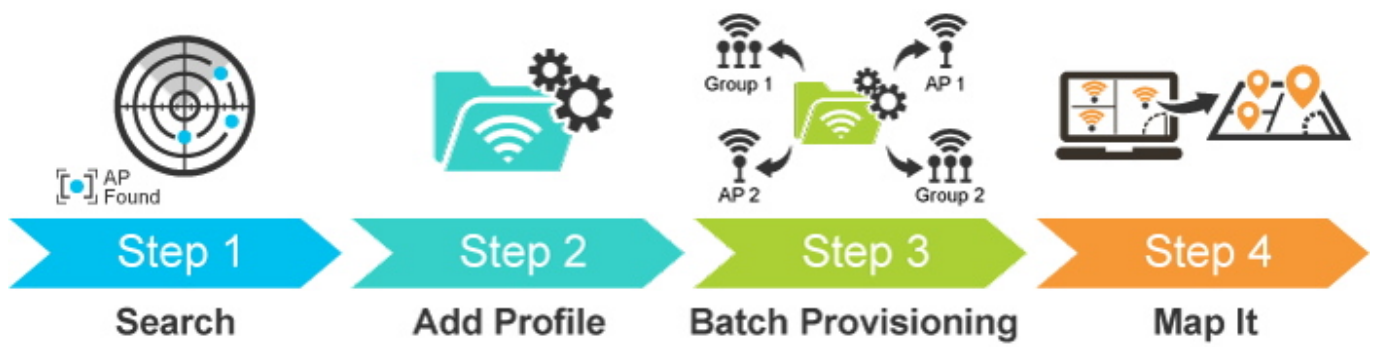 AP
Found
Group 1
AP 1
AP 2
Group 2
Step 1
Step 2
Step 3
Step 4
Search
Add Profile
Batch Provisioning
Map It